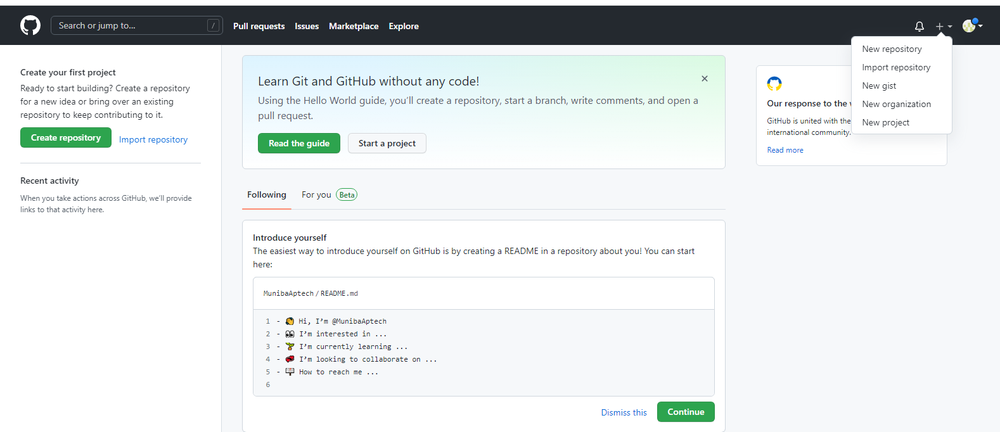 Search or jump to...
/
Pull requests
Issues
Marketplace
Explore
New repository
Import repository
New gist
New organization
New project
Create your first project
Ready to start building? Create a repository
for a new idea or bring over an existing
repository to keep contributing to it.
Create repository
Import repository
Recent activity
When you take actions across GitHub, we'll provide
links to that activity here.
Learn Git and GitHub without any code!
Using the Hello World guide, you'll create a repository, start a branch, write comments, and open a
pull request.
Read the guide
Start a project
Following
For you
Beta
Introduce yourself
The easiest way to introduce yourself on GitHub is by creating a README in a repository about you! You can start
here:
MunibaAptech / README.md
1 - 👋 Hi, I'm @MunibaAptech
2 - 👀 I'm interested in ...
3 - 🌱 I'm currently learning ...
4 - 💞️ I'm looking to collaborate on ...
5 - 📫 How to reach me ...
6
Dismiss this
Continue
Our response to the
GitHub is united with the
international community.
Read more